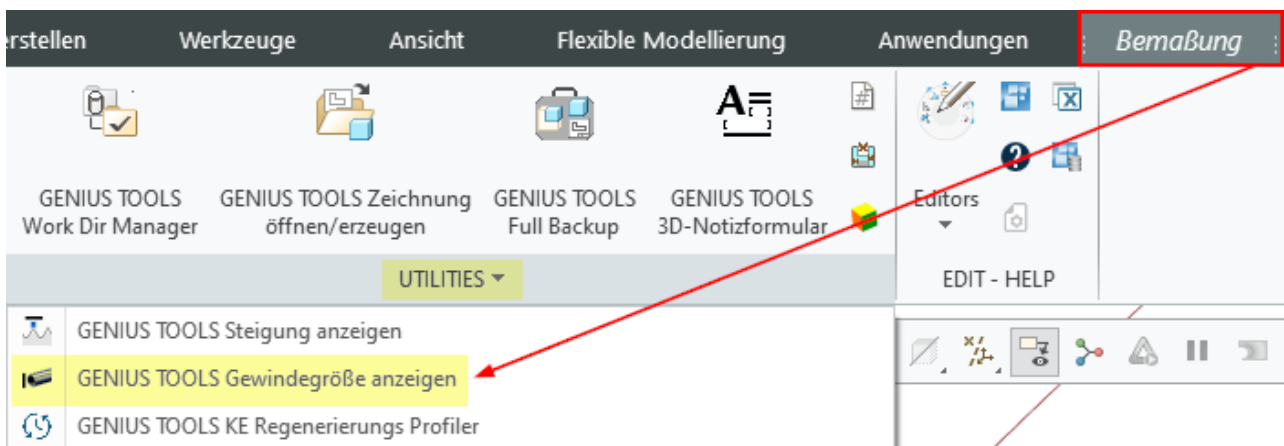 erstellen Werkzeuge Ansicht Flexible Modellierung Anwendungen Bemaßung
GENIUS TOOLS GENIUS TOOLS Zeichnung GENIUS TOOLS GENIUS TOOLS Editors
Work Dir Manager öffnen/erzeugen Full Backup 3D-Notizformular
UTILITIES EDIT - HELP
GENIUS TOOLS Steigung anzeigen
GENIUS TOOLS Gewindegröße anzeigen
GENIUS TOOLS KE Regenerierungs Profiler